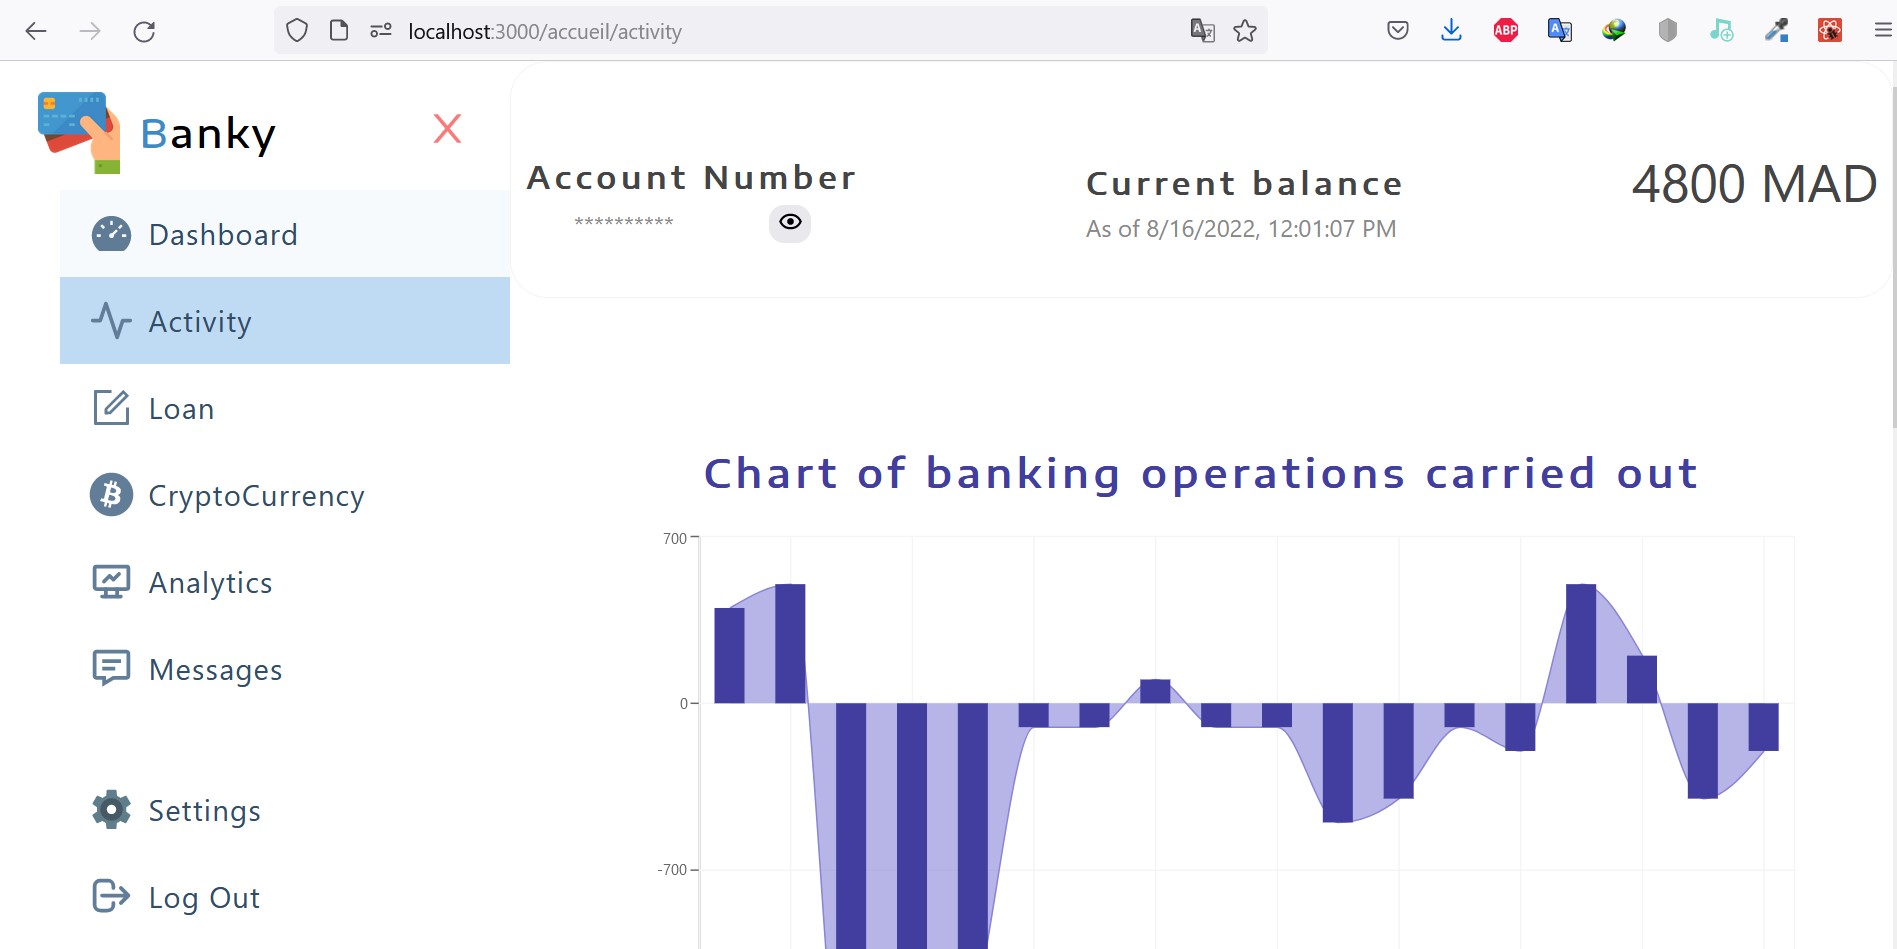 localhost:3000/accueil/activity
ABP
Banky
X
Account Number
**********
Current balance
As of 8/16/2022, 12:01:07 PM
4800 MAD
Dashboard
Activity
Loan
CryptoCurrency
Analytics
Messages
Settings
Log Out
Chart of banking operations carried out
700
0
-700